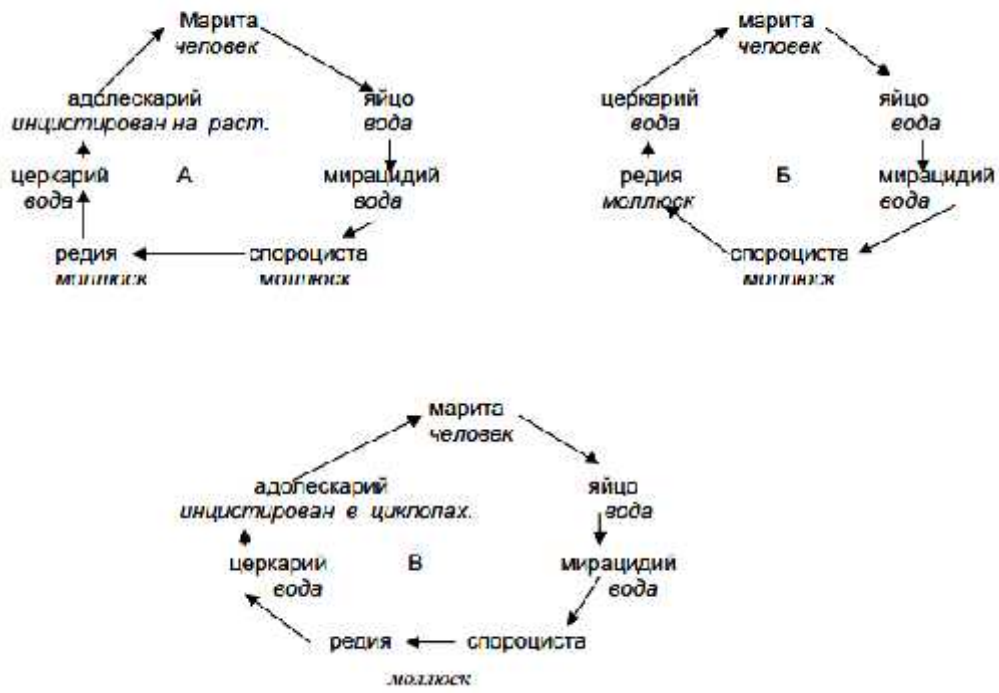 Марита
человек
адолескарий
инцистирован на раст.
яйцо
вода
церкарий
вода
А
мирацидий
вода
редия
моллюск
спороциста
моллюск
марита
человек
церкарий
вода
яйцо
вода
редия
моллюск
Б
мирацидий
вода
спороциста
моллюск
марита
человек
адолескарий
инцистирован в циклопах.
яйцо
вода
церкарий
вода
В
мирацидий
вода
редия
спороциста
моллюск